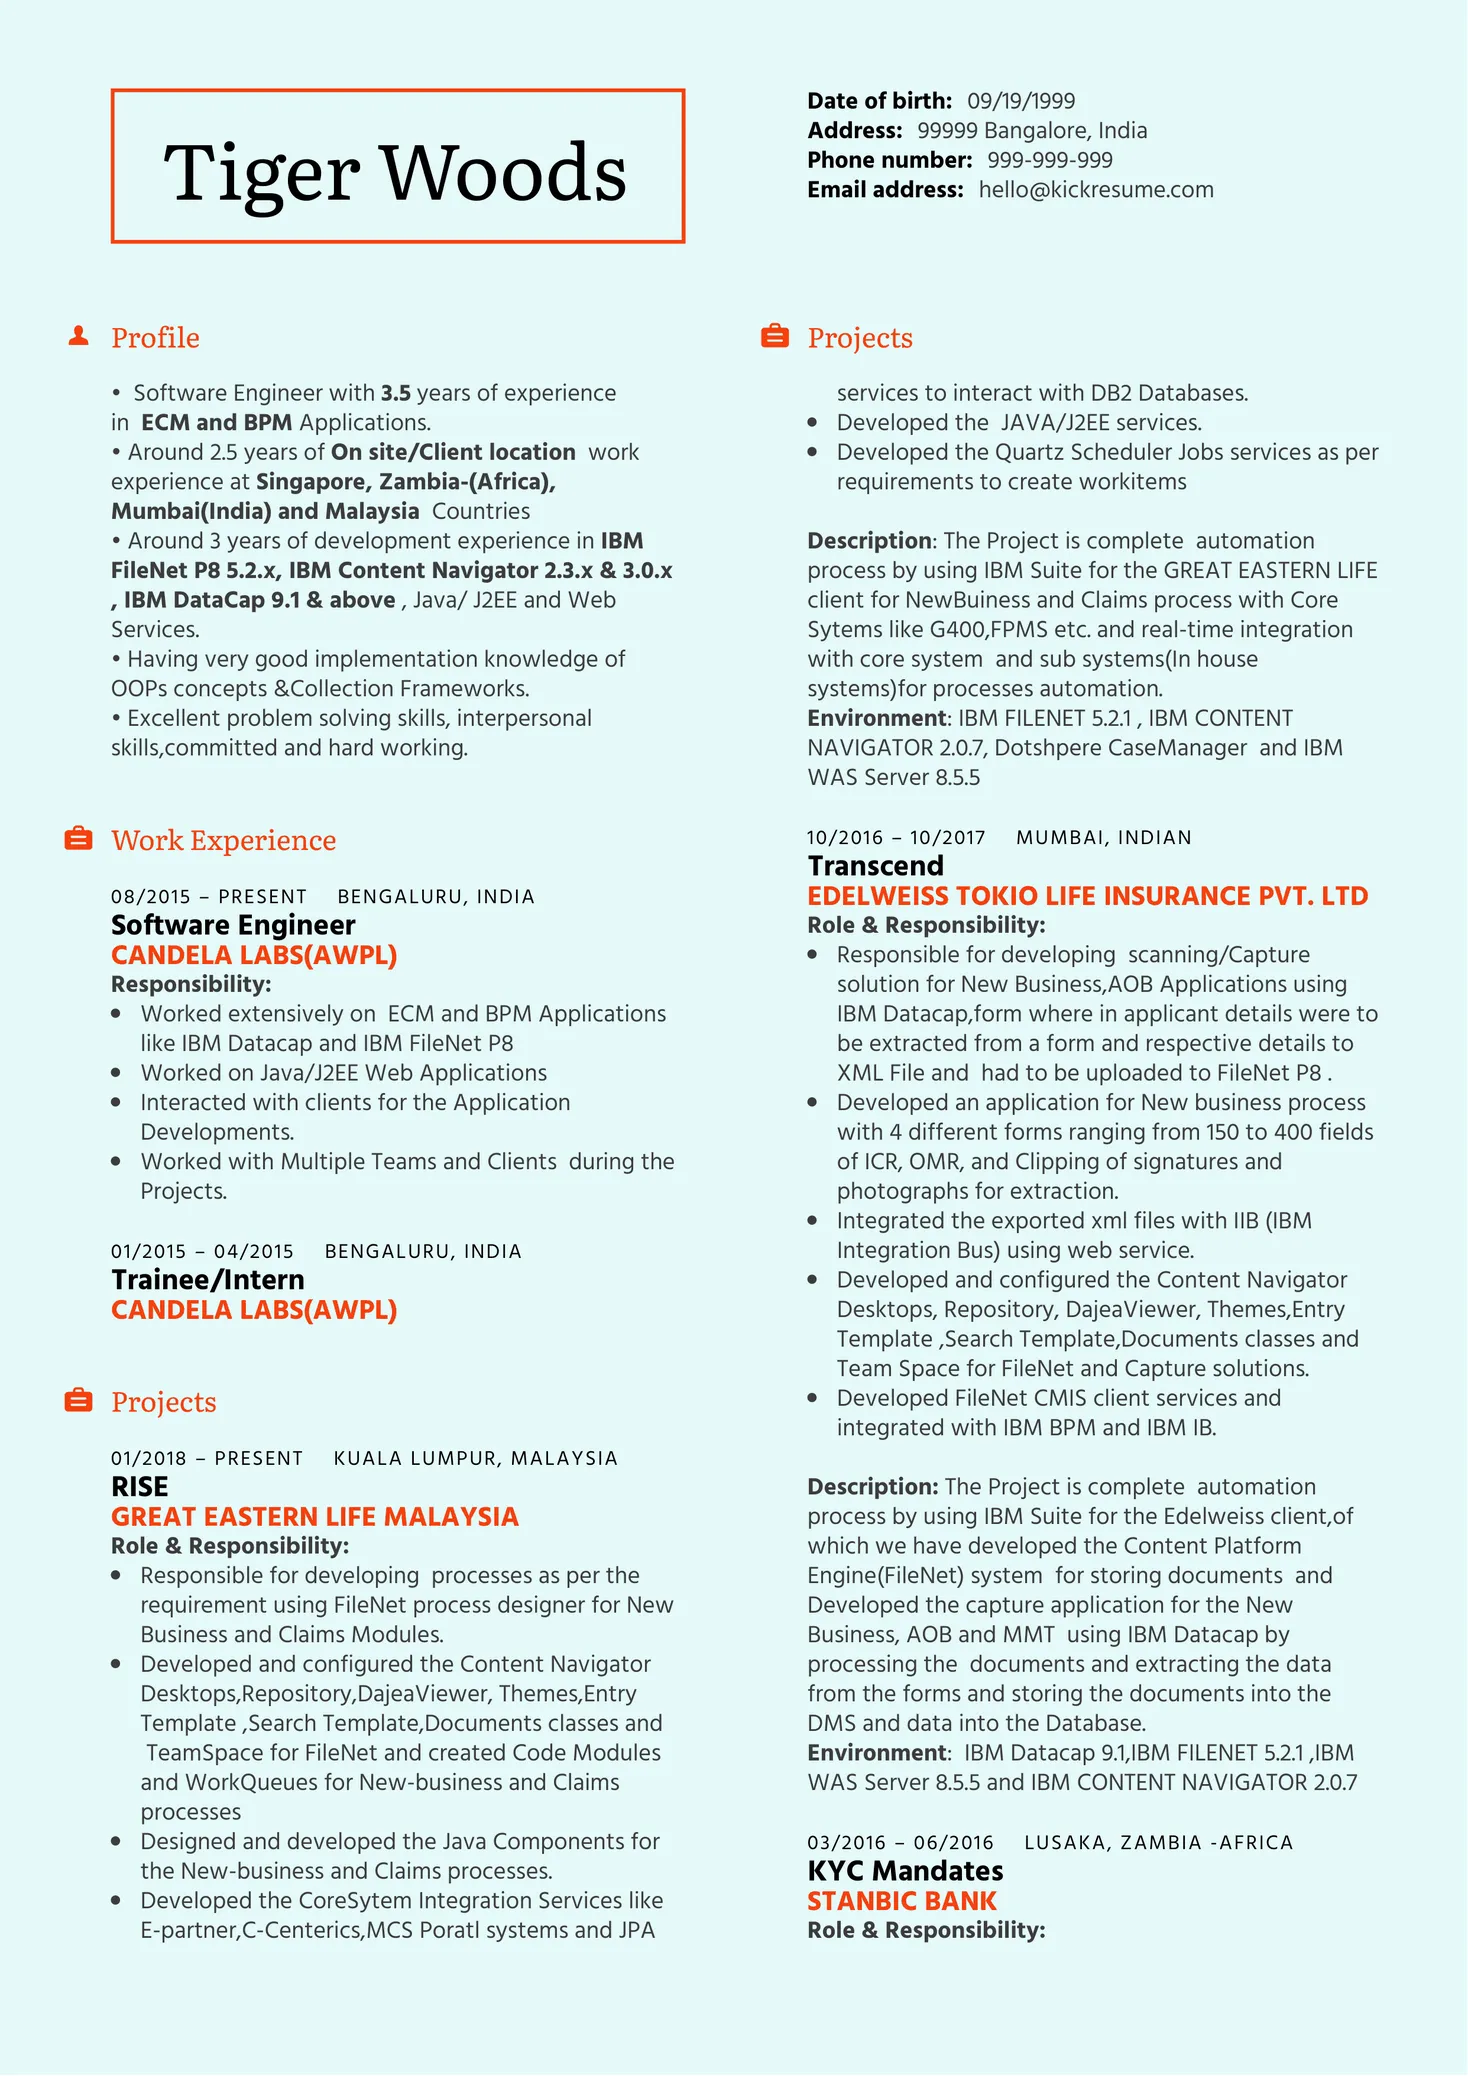 Tiger Woods
Date of birth: 09/19/1999
Address: 99999 Bangalore, India
Phone number: 999-999-999
Email address: hello@kickresume.com
Profile
• Software Engineer with 3.5 years of experience
in ECM and BPM Applications.
• Around 2.5 years of On site/Client location work
experience at Singapore, Zambia-(Africa),
Mumbai(India) and Malaysia Countries
• Around 3 years of development experience in IBM
FileNet P8 5.2.x, IBM Content Navigator 2.3.x & 3.0.x
, IBM DataCap 9.1 & above , Java/ J2EE and Web
Services.
• Having very good implementation knowledge of
OOPs concepts &Collection Frameworks.
• Excellent problem solving skills, interpersonal
skills,committed and hard working.
Work Experience
08/2015 – PRESENT BENGALURU, INDIA
Software Engineer
CANDELA LABS(AWPL)
Responsibility:
• Worked extensively on ECM and BPM Applications
like IBM Datacap and IBM FileNet P8
• Worked on Java/J2EE Web Applications
• Interacted with clients for the Application
Developments.
• Worked with Multiple Teams and Clients during the
Projects.
01/2015 – 04/2015 BENGALURU, INDIA
Trainee/Intern
CANDELA LABS(AWPL)
Projects
01/2018 – PRESENT KUALA LUMPUR, MALAYSIA
RISE
GREAT EASTERN LIFE MALAYSIA
Role & Responsibility:
• Responsible for developing processes as per the
requirement using FileNet process designer for New
Business and Claims Modules.
• Developed and configured the Content Navigator
Desktops,Repository,DajeaViewer, Themes,Entry
Template ,Search Template,Documents classes and
TeamSpace for FileNet and created Code Modules
and WorkQueues for New-business and Claims
processes
• Designed and developed the Java Components for
the New-business and Claims processes.
• Developed the CoreSytem Integration Services like
E-partner,C-Centerics,MCS Poratl systems and JPA
Projects
services to interact with DB2 Databases.
• Developed the JAVA/J2EE services.
• Developed the Quartz Scheduler Jobs services as per
requirements to create workitems
Description: The Project is complete automation
process by using IBM Suite for the GREAT EASTERN LIFE
client for NewBuiness and Claims process with Core
Sytems like G400,FPMS etc. and real-time integration
with core system and sub systems(In house
systems)for processes automation.
Environment: IBM FILENET 5.2.1 , IBM CONTENT
NAVIGATOR 2.0.7, Dotshpere CaseManager and IBM
WAS Server 8.5.5
10/2016 – 10/2017 MUMBAI, INDIAN
Transcend
EDELWEISS TOKIO LIFE INSURANCE PVT. LTD
Role & Responsibility:
• Responsible for developing scanning/Capture
solution for New Business,AOB Applications using
IBM Datacap,form where in applicant details were to
be extracted from a form and respective details to
XML File and had to be uploaded to FileNet P8 .
• Developed an application for New business process
with 4 different forms ranging from 150 to 400 fields
of ICR, OMR, and Clipping of signatures and
photographs for extraction.
• Integrated the exported xml files with IIB (IBM
Integration Bus) using web service.
• Developed and configured the Content Navigator
Desktops, Repository, DajeaViewer, Themes,Entry
Template ,Search Template,Documents classes and
Team Space for FileNet and Capture solutions.
• Developed FileNet CMIS client services and
integrated with IBM BPM and IBM IB.
Description: The Project is complete automation
process by using IBM Suite for the Edelweiss client,of
which we have developed the Content Platform
Engine(FileNet) system for storing documents and
Developed the capture application for the New
Business, AOB and MMT using IBM Datacap by
processing the documents and extracting the data
from the forms and storing the documents into the
DMS and data into the Database.
Environment: IBM Datacap 9.1,IBM FILENET 5.2.1 ,IBM
WAS Server 8.5.5 and IBM CONTENT NAVIGATOR 2.0.7
03/2016 – 06/2016 LUSAKA, ZAMBIA -AFRICA
KYC Mandates
STANBIC BANK
Role & Responsibility: